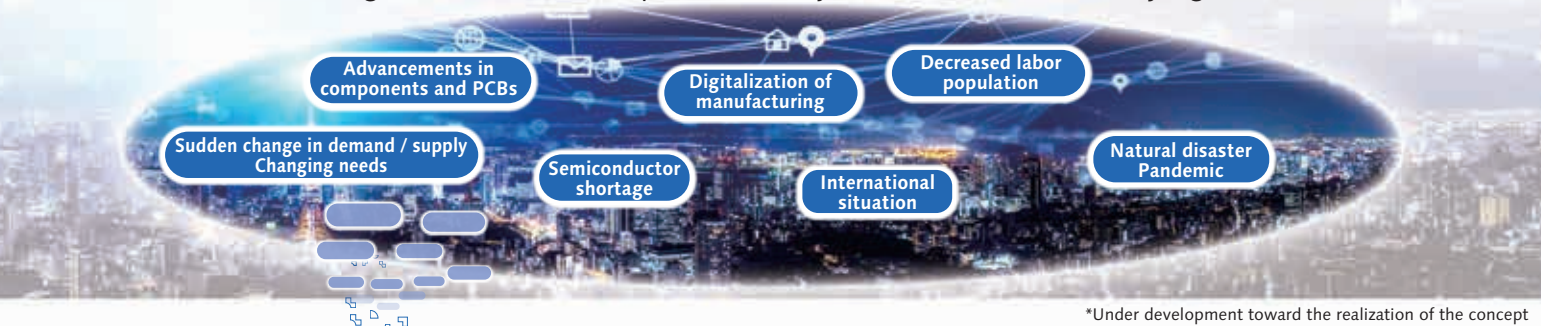 Advancements in
components and PCBs
Digitalization of
manufacturing
Decreased labor
population
Sudden change in demand / supply
Changing needs
Semiconductor
shortage
International
situation
Natural disaster
Pandemic
*Under development toward the realization of the concept